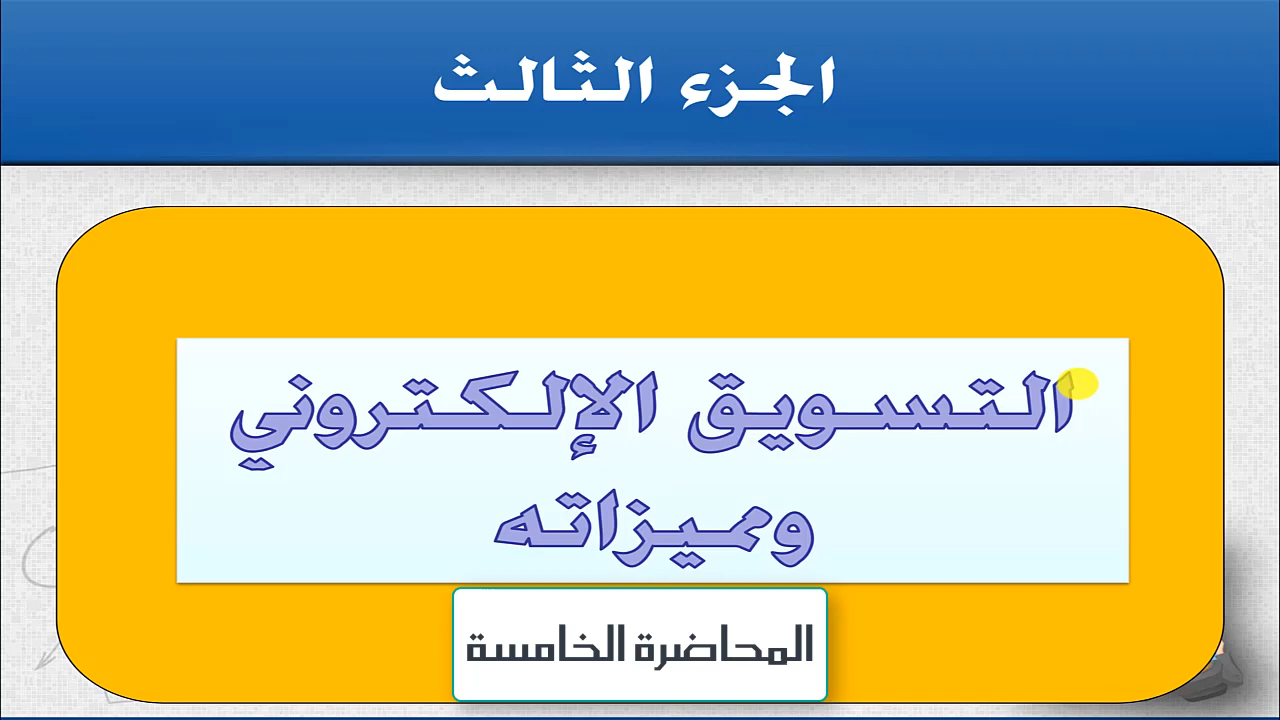 الجزء الثالث
التسويق الإلكتروني
ومميزاته
المحاضرة الخامسة